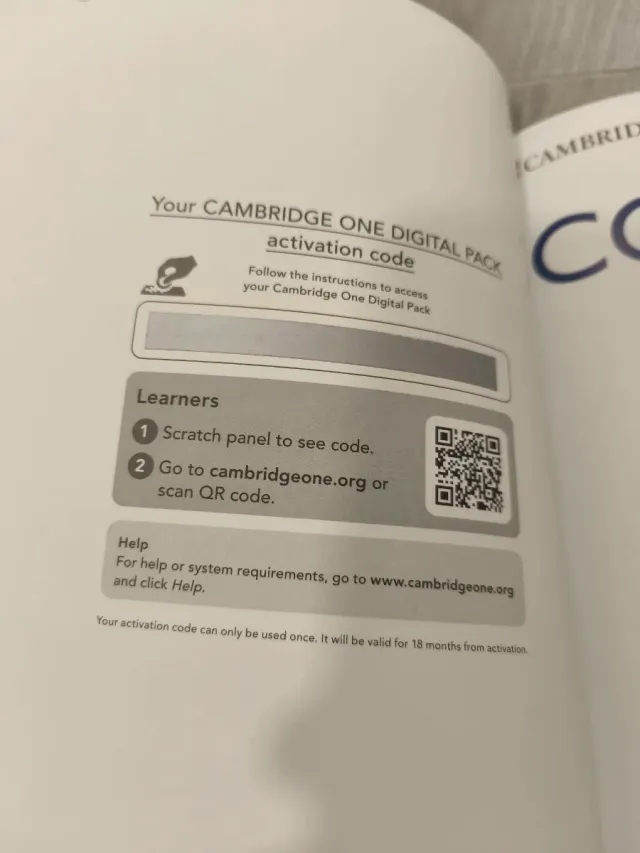 Your CAMBRIDGE ONE DIGITAL PACK
activation code
Follow the instructions to access
your Cambridge One Digital Pack
Learners
1 Scratch panel to see code.
2 Go to cambridgeone.org or
scan QR code.
Help
For help or system requirements, go to www.cambridgeone.org
and click Help.
Your activation code can only be used once. It will be valid for 18 months from activation.